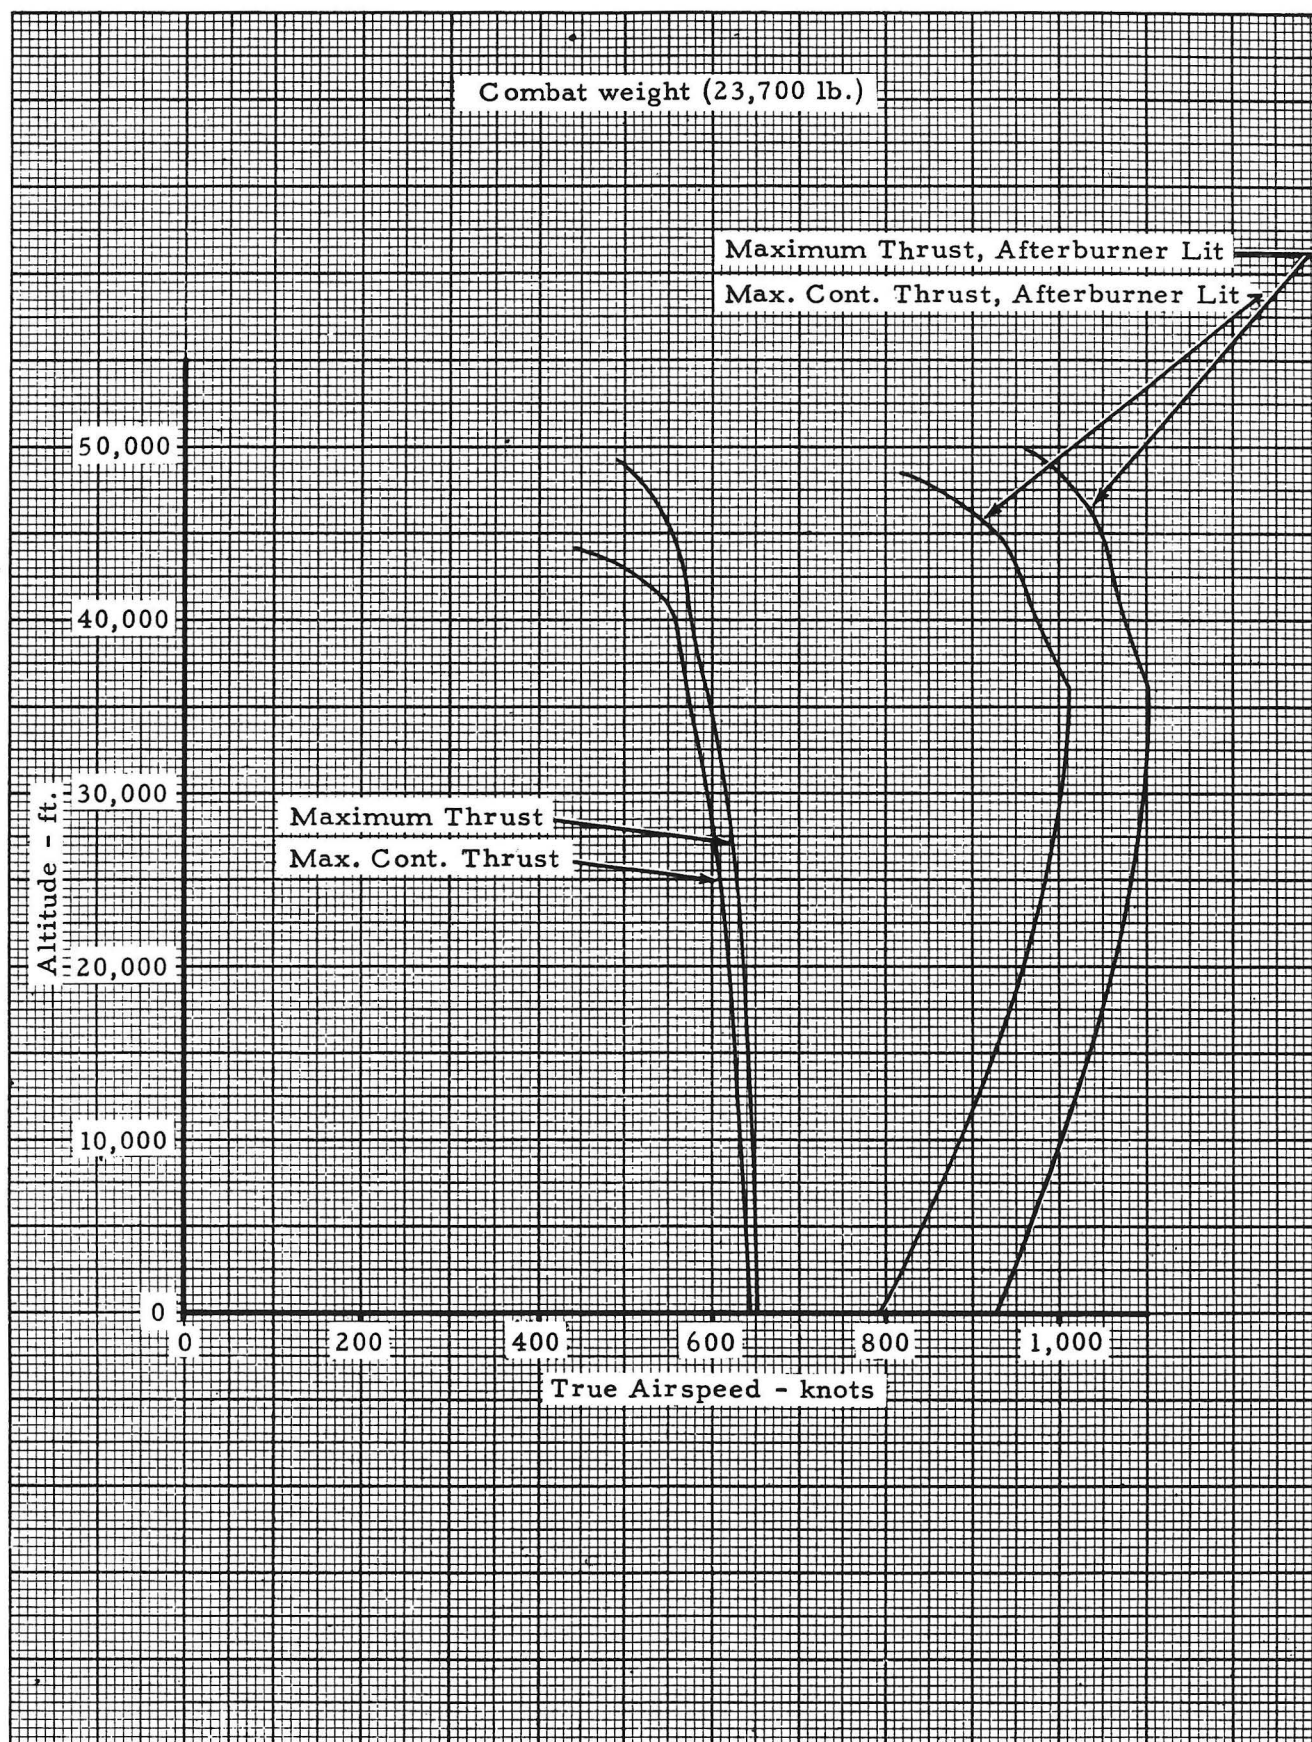 Combat weight (23,700 lb.)
Maximum Thrust, Afterburner Lit
Max. Cont. Thrust, Afterburner Lit
50,000
40,000
30,000
20,000
10,000
0
Altitude - ft.
Maximum Thrust
Max. Cont. Thrust
0 200 400 600 800 1,000
True Airspeed - knots